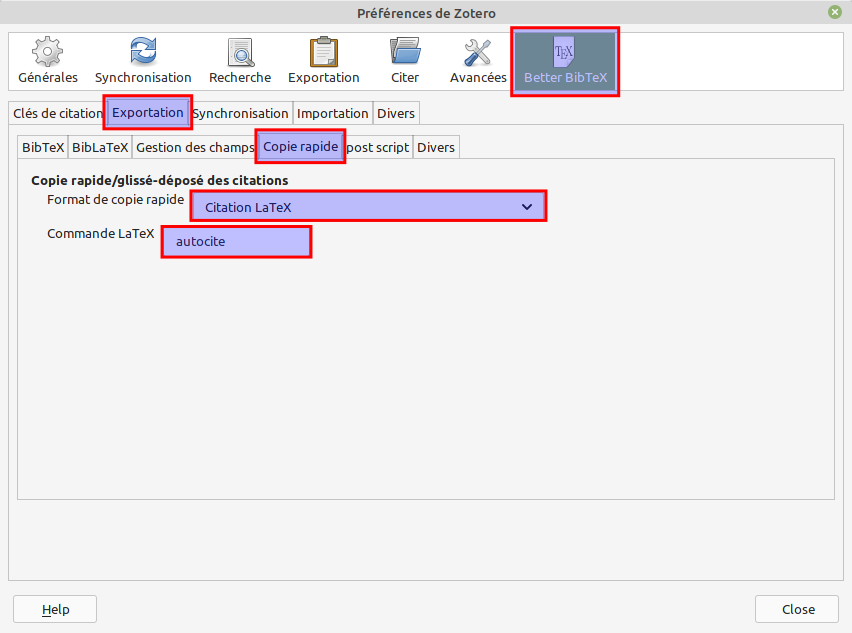 Préférences de Zotero
TEX
Générales Synchronisation Recherche Exportation Citer Avancées Better BibTeX
Clés de citation Exportation Synchronisation Importation Divers
BibTeX BibLaTeX Gestion des champs Copie rapide post script Divers
Copie rapide/glissé-déposé des citations
Format de copie rapide Citation LaTeX
Commande LaTeX autocite
Help Close